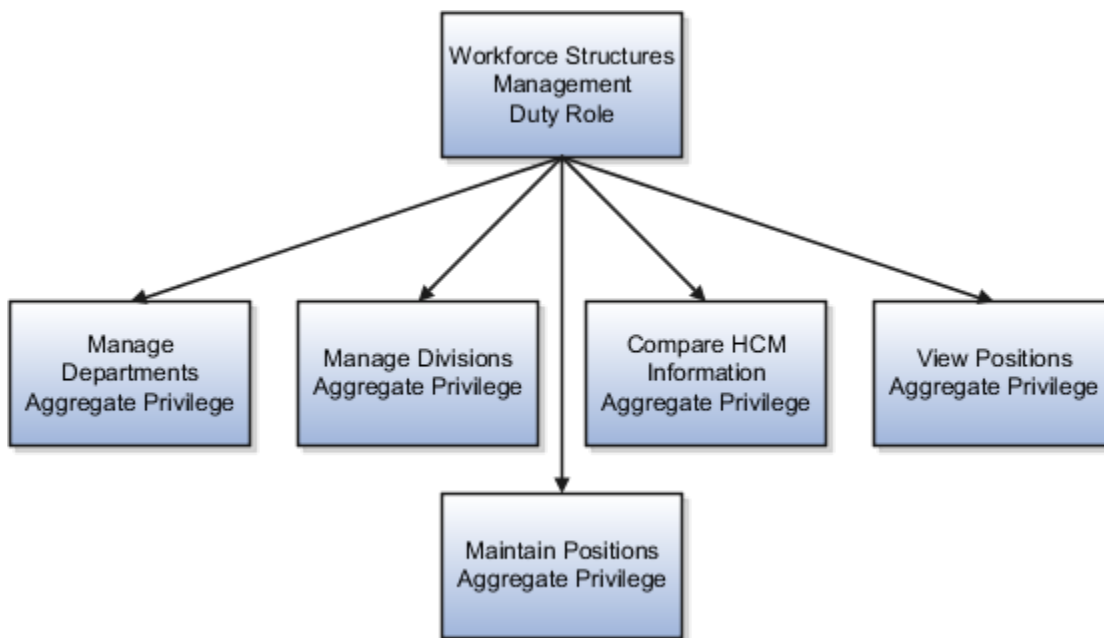 Workforce Structures
Management
Duty Role
Manage
Departments
Aggregate Privilege
Manage Divisions
Aggregate Privilege
Compare HCM
Information
Aggregate Privilege
View Positions
Aggregate Privilege
Maintain Positions
Aggregate Privilege